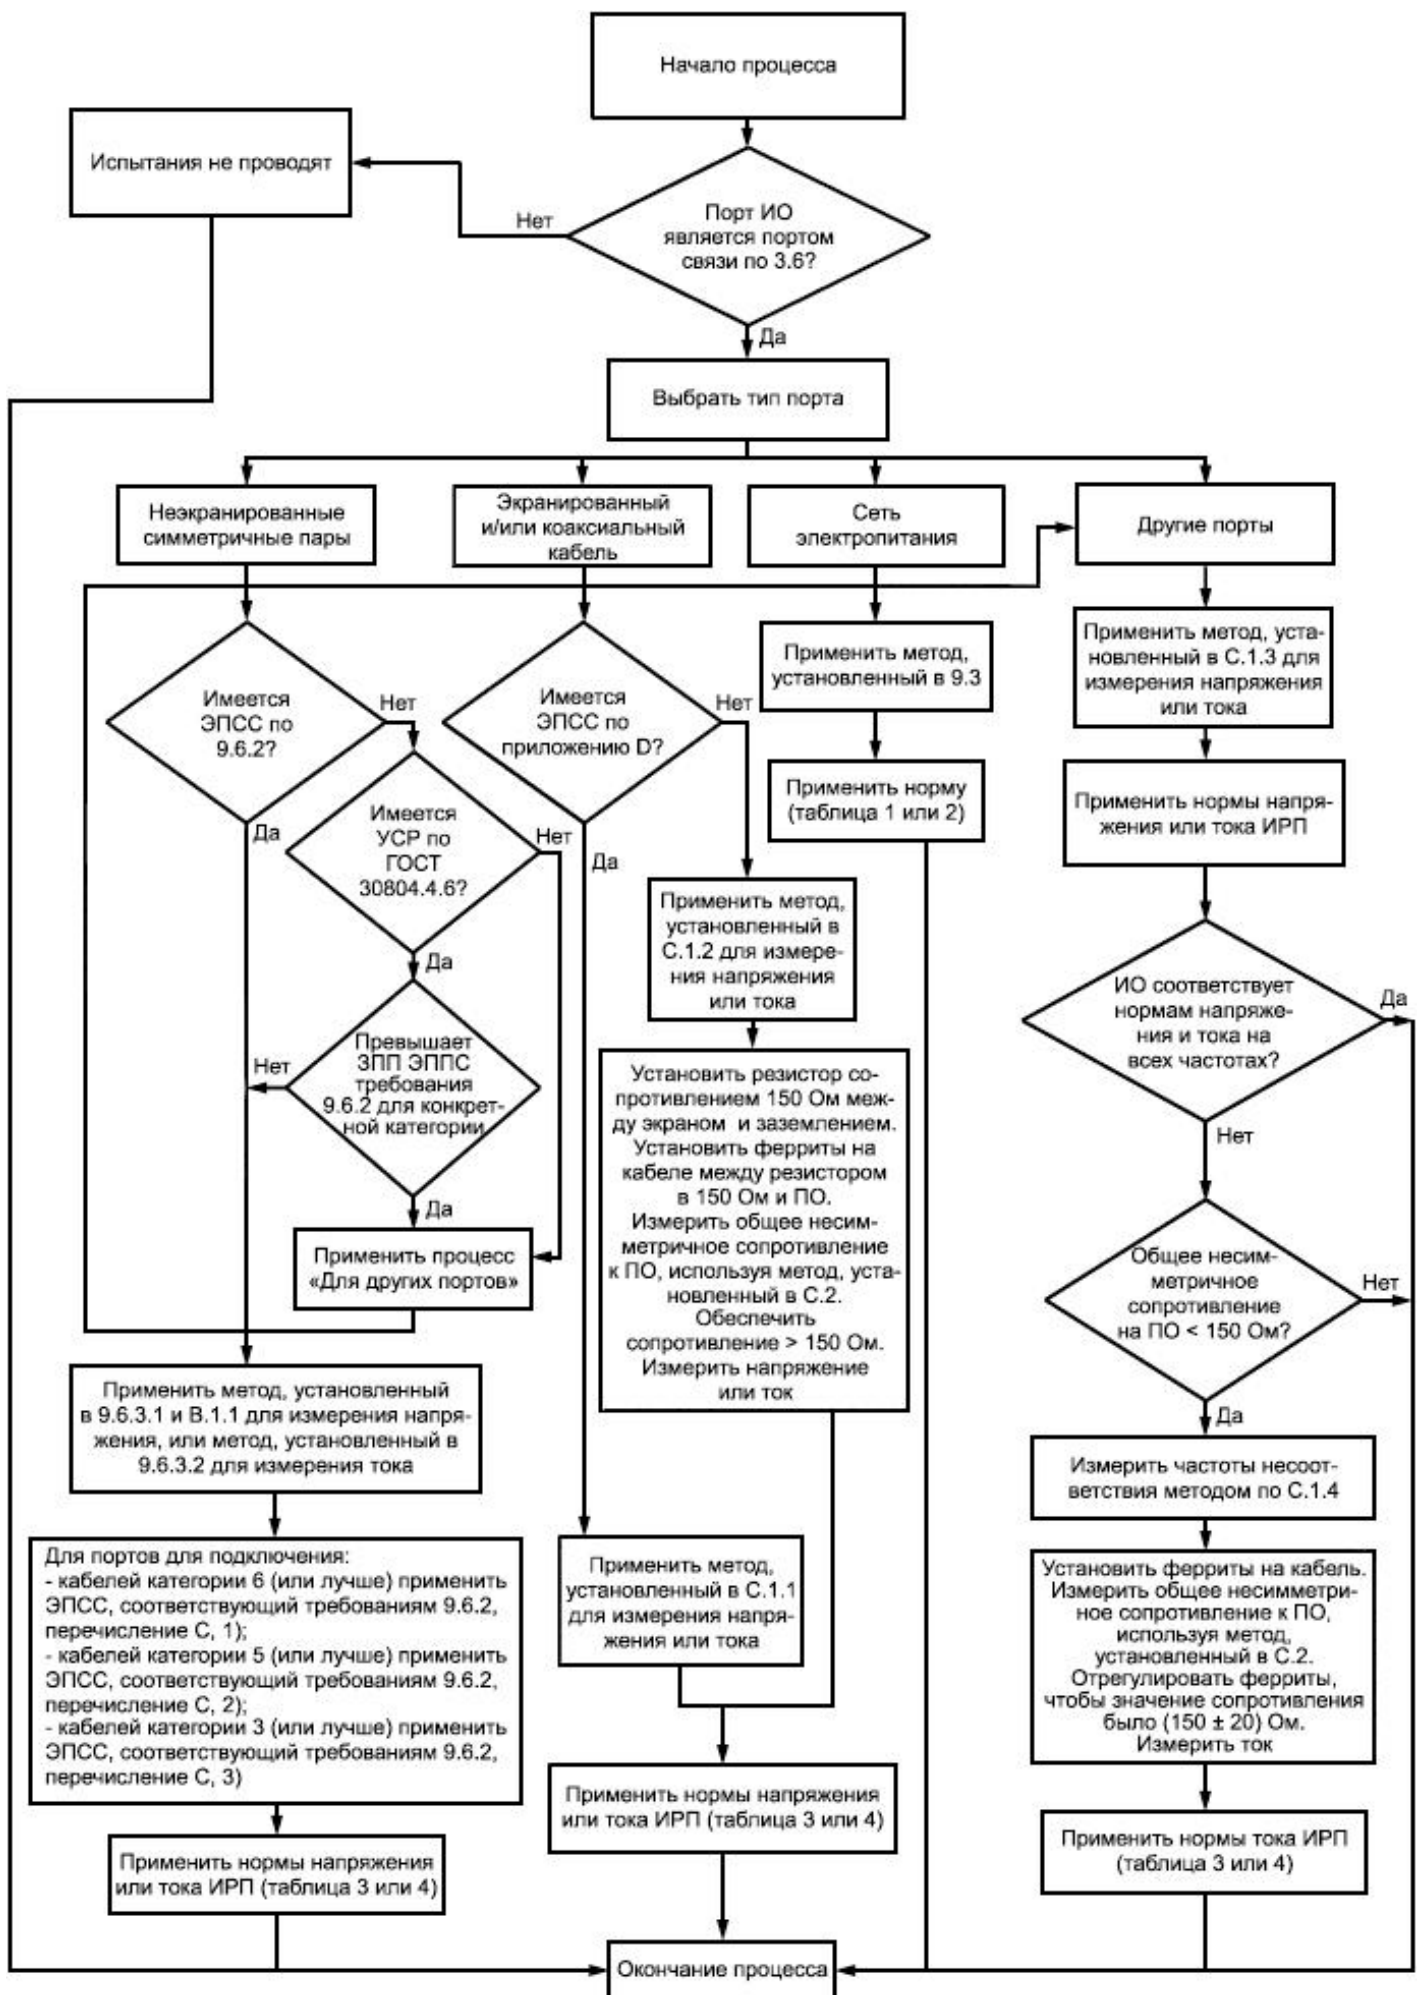 Начало процесса
Испытания не проводят
Порт ИО
является портом
связи по 3.6?
Нет
Да
Выбрать тип порта
Неэкранированные
симметричные пары
Экранированный
и/или коаксиальный
кабель
Сеть
электропитания
Другие порты
Имеется
ЭПСС по
9.6.2?
Нет
Да
Имеется
УСР по
ГОСТ
30804.4.6?
Нет
Да
Превышает
ЗПП ЭППС
требования
9.6.2 для конкрет-
ной категории
Нет
Да
Применить процесс
«Для других портов»
Применить метод, установленный
в 9.6.3.1 и В.1.1 для измерения напря-
жения, или метод, установленный в
9.6.3.2 для измерения тока
Для портов для подключения:
- кабелей категории 6 (или лучше) применить
ЭПСС, соответствующий требованиям 9.6.2,
перечисление С, 1);
- кабелей категории 5 (или лучше) применить
ЭПСС, соответствующий требованиям 9.6.2,
перечисление С, 2);
- кабелей категории 3 (или лучше) применить
ЭПСС, соответствующий требованиям 9.6.2,
перечисление С, 3)
Применить нормы напряжения
или тока ИРП (таблица 3 или 4)
Имеется
ЭПСС по
приложению D?
Нет
Да
Применить метод,
установленный в
С.1.2 для измере-
ния напряжения
или тока
Установить резистор со-
противлением 150 Ом меж-
ду экраном и заземлением.
Установить ферриты на
кабеле между резистором
в 150 Ом и ПО.
Измерить общее несим-
метричное сопротивление
к ПО, используя метод, уста-
новленный в С.2.
Обеспечить
сопротивление > 150 Ом.
Измерить напряжение
или ток
Применить метод,
установленный в С.1.1
для измерения напря-
жения или тока
Применить нормы напряжения
или тока ИРП (таблица 3 или 4)
Применить метод,
установленный в 9.3
Применить норму
(таблица 1 или 2)
Применить метод, уста-
новленный в С.1.3 для
измерения напряжения
или тока
Применить нормы напря-
жения или тока ИРП
ИО соответствует
нормам напряже-
ния и тока на
всех частотах?
Да
Нет
Общее несим-
метричное
сопротивление
на ПО < 150 Ом?
Нет
Да
Измерить частоты несоот-
ветствия методом по С.1.4
Установить ферриты на кабель.
Измерить общее несимметри-
ное сопротивление к ПО,
используя метод,
установленный в С.2.
Отрегулировать ферриты,
чтобы значение сопротивления
было (150 ± 20) Ом.
Измерить ток
Применить нормы тока ИРП
(таблица 3 или 4)
Окончание процесса